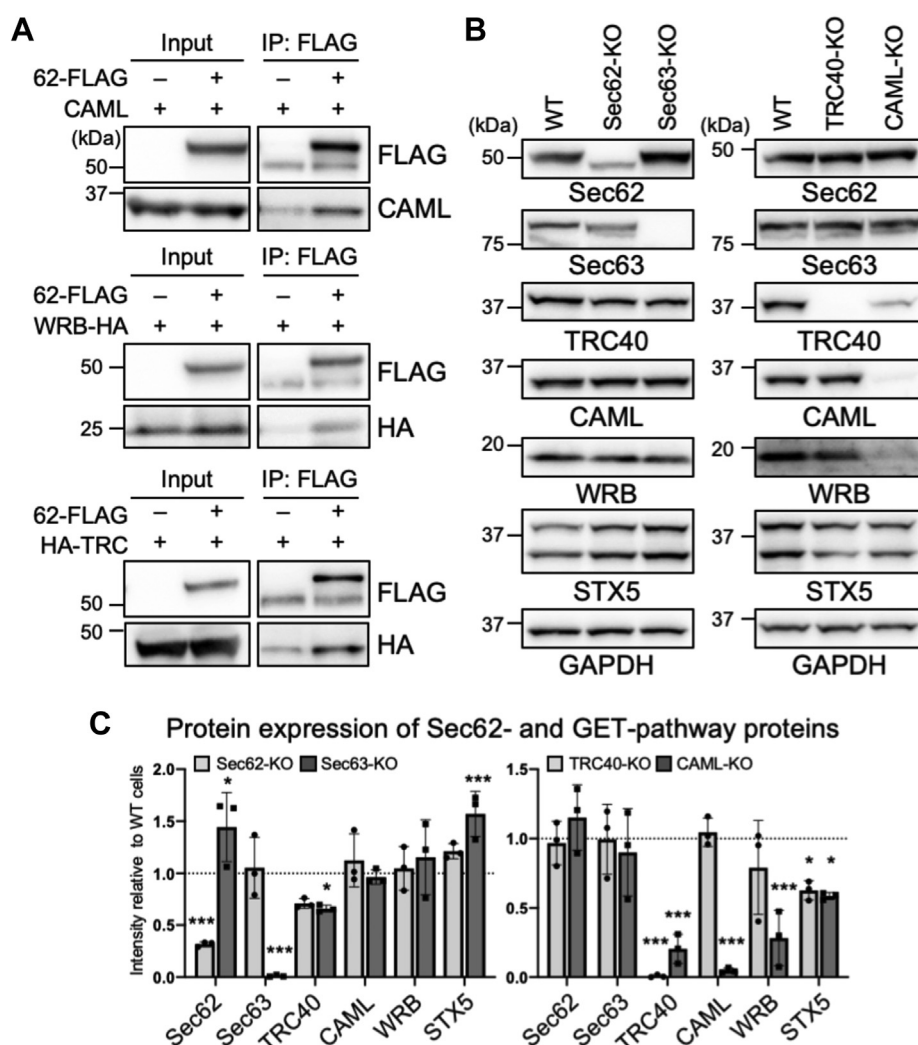 A
Input IP: FLAG
62-FLAG – + – +
CAML + + + +
(kDa)
50
FLAG
37
CAML
Input IP: FLAG
62-FLAG – + – +
WRB-HA + + + +
50
FLAG
25
HA
Input IP: FLAG
62-FLAG – + – +
HA-TRC + + + +
50
FLAG
50
HA
B
(kDa) WT Sec62-KO Sec63-KO
50
Sec62
75
Sec63
37
TRC40
37
CAML
20
WRB
37
STX5
37
GAPDH
(kDa) WT TRC40-KO CAML-KO
50
Sec62
75
Sec63
37
TRC40
37
CAML
20
WRB
37
STX5
37
GAPDH
C
Protein expression of Sec62- and GET-pathway proteins
Intensity relative to WT cells
Sec62-KO Sec63-KO
2.0
1.5
1.0
0.5
0.0
*** * *** * ***
Sec62 Sec63 TRC40 CAML WRB STX5
TRC40-KO CAML-KO
1.5
1.0
0.5
0.0
*** *** *** *** * *
Sec62 Sec63 TRC40 CAML WRB STX5